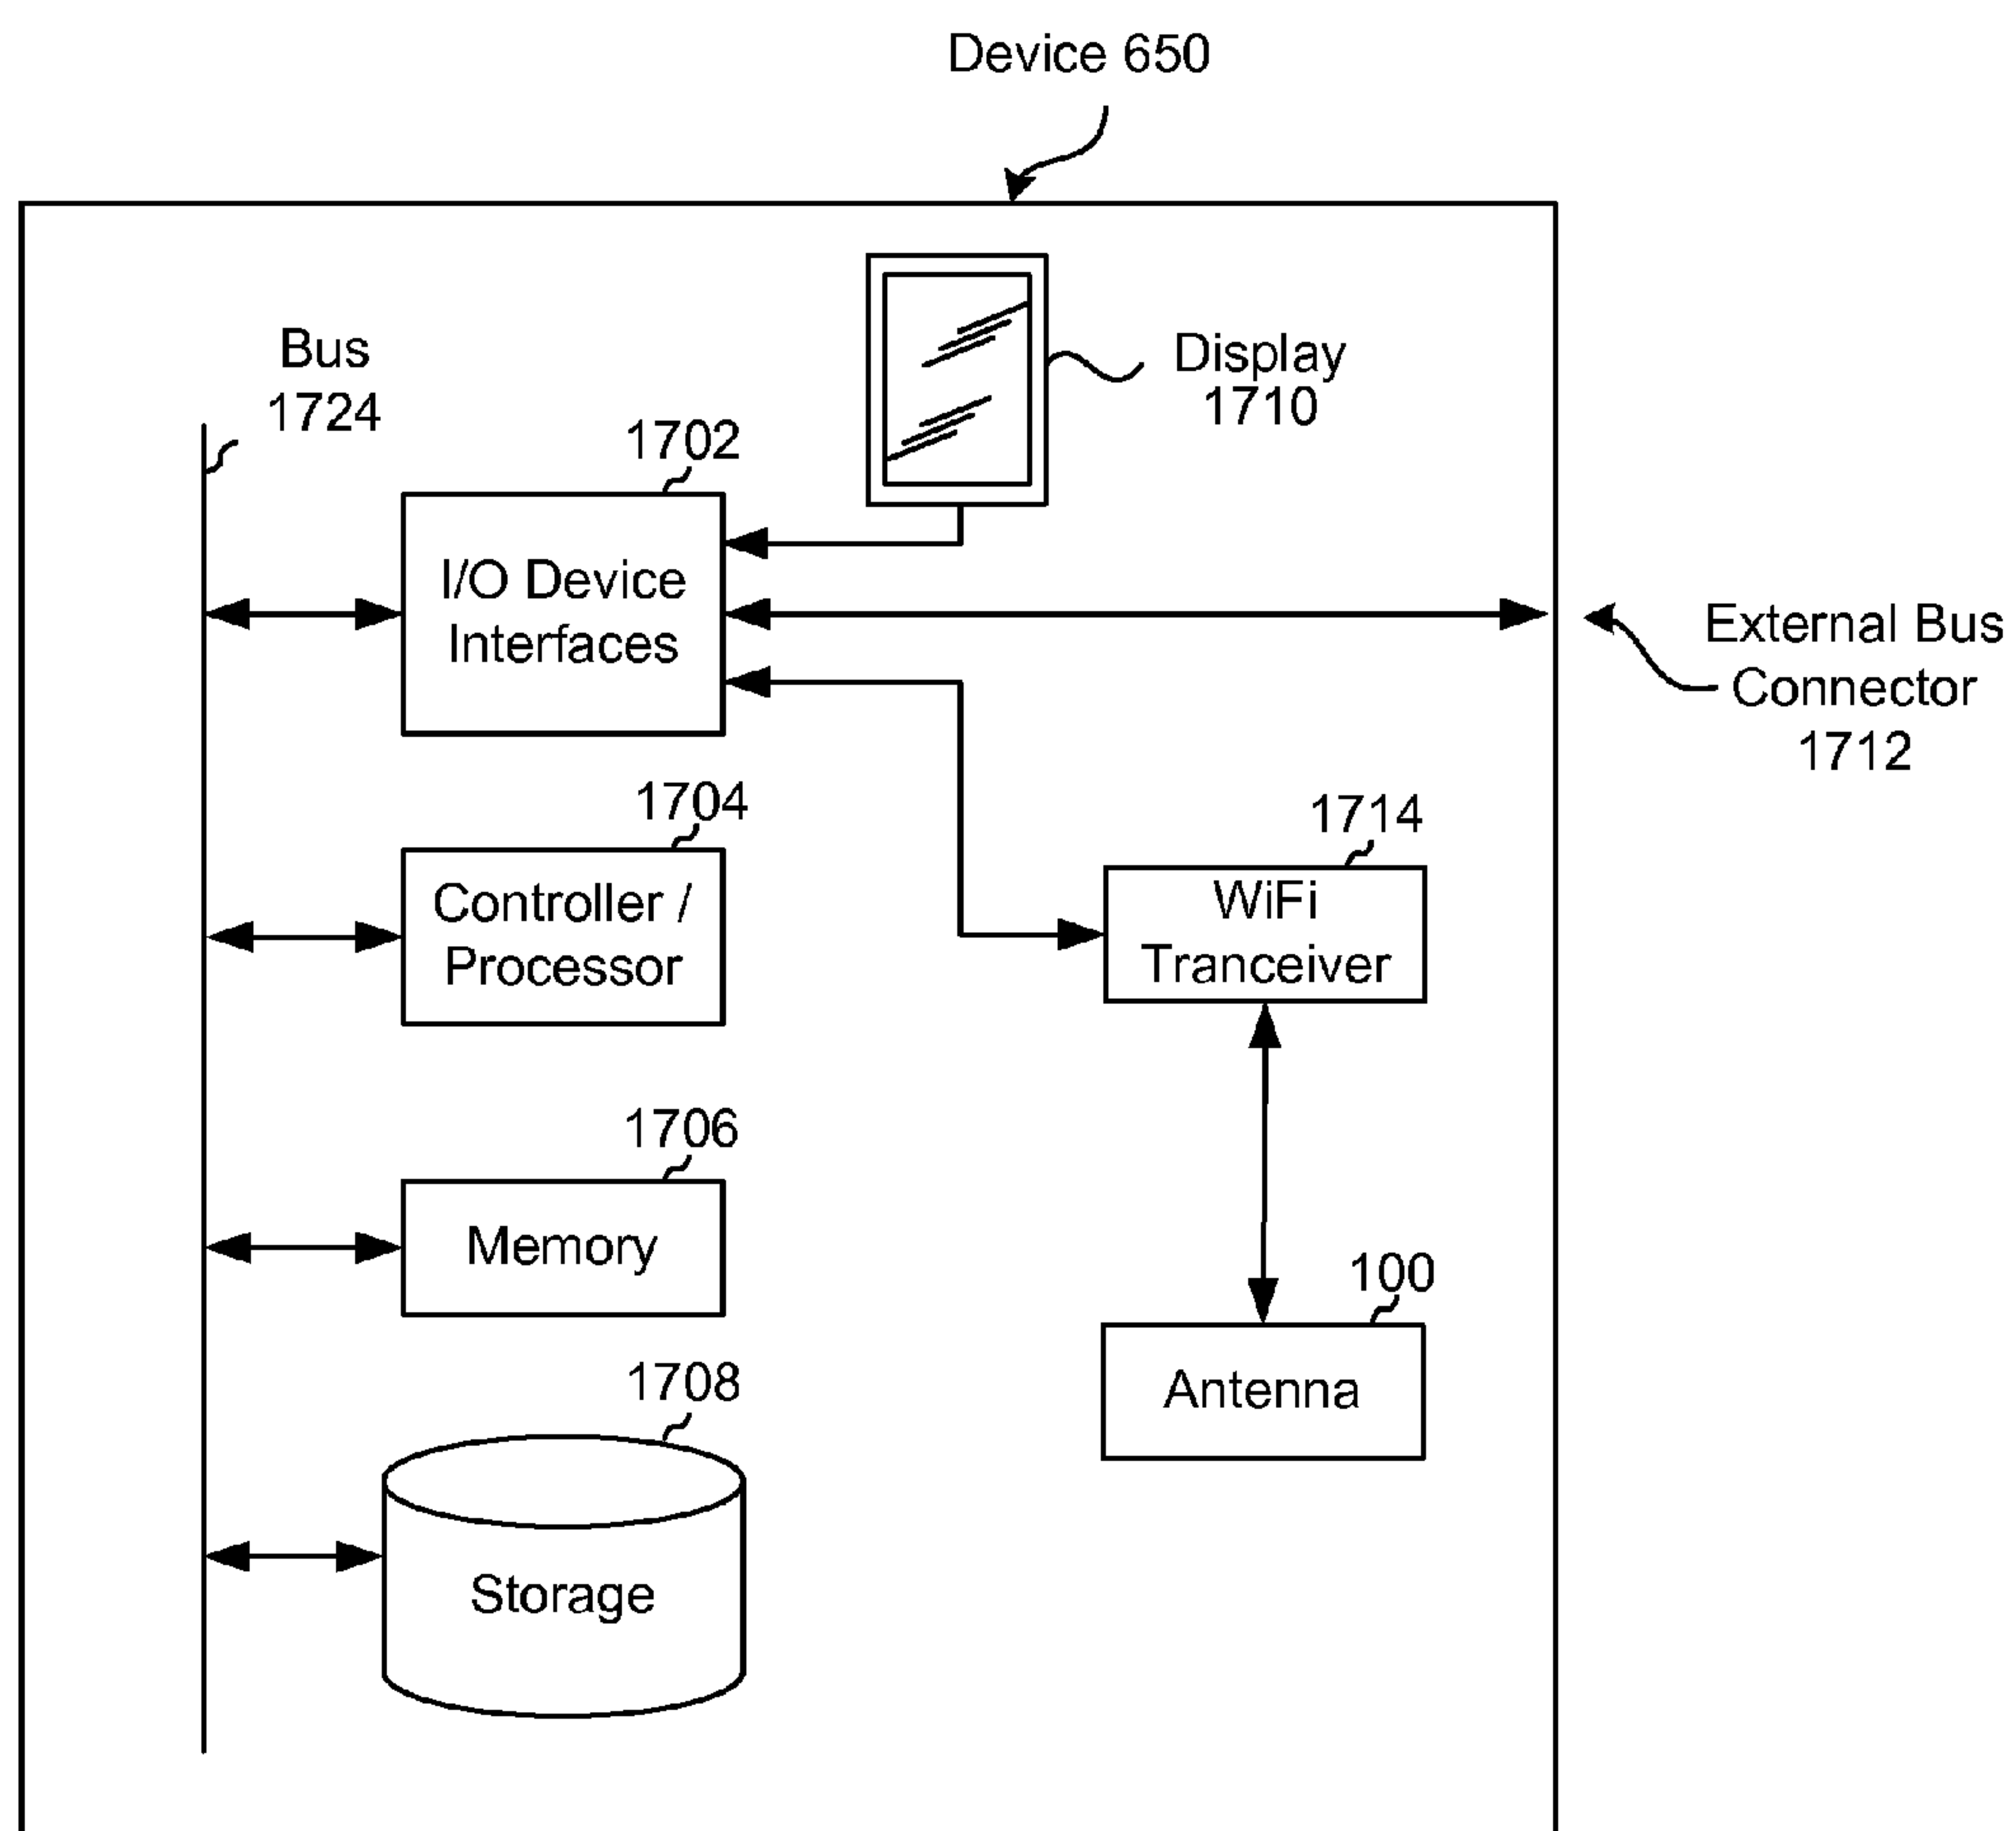 Device 650
Bus
1724
Display
1710
1702
I/O Device
Interfaces
External Bus
Connector
1712
1704
Controller /
Processor
1714
WiFi
Tranceiver
1706
Memory
100
Antenna
1708
Storage